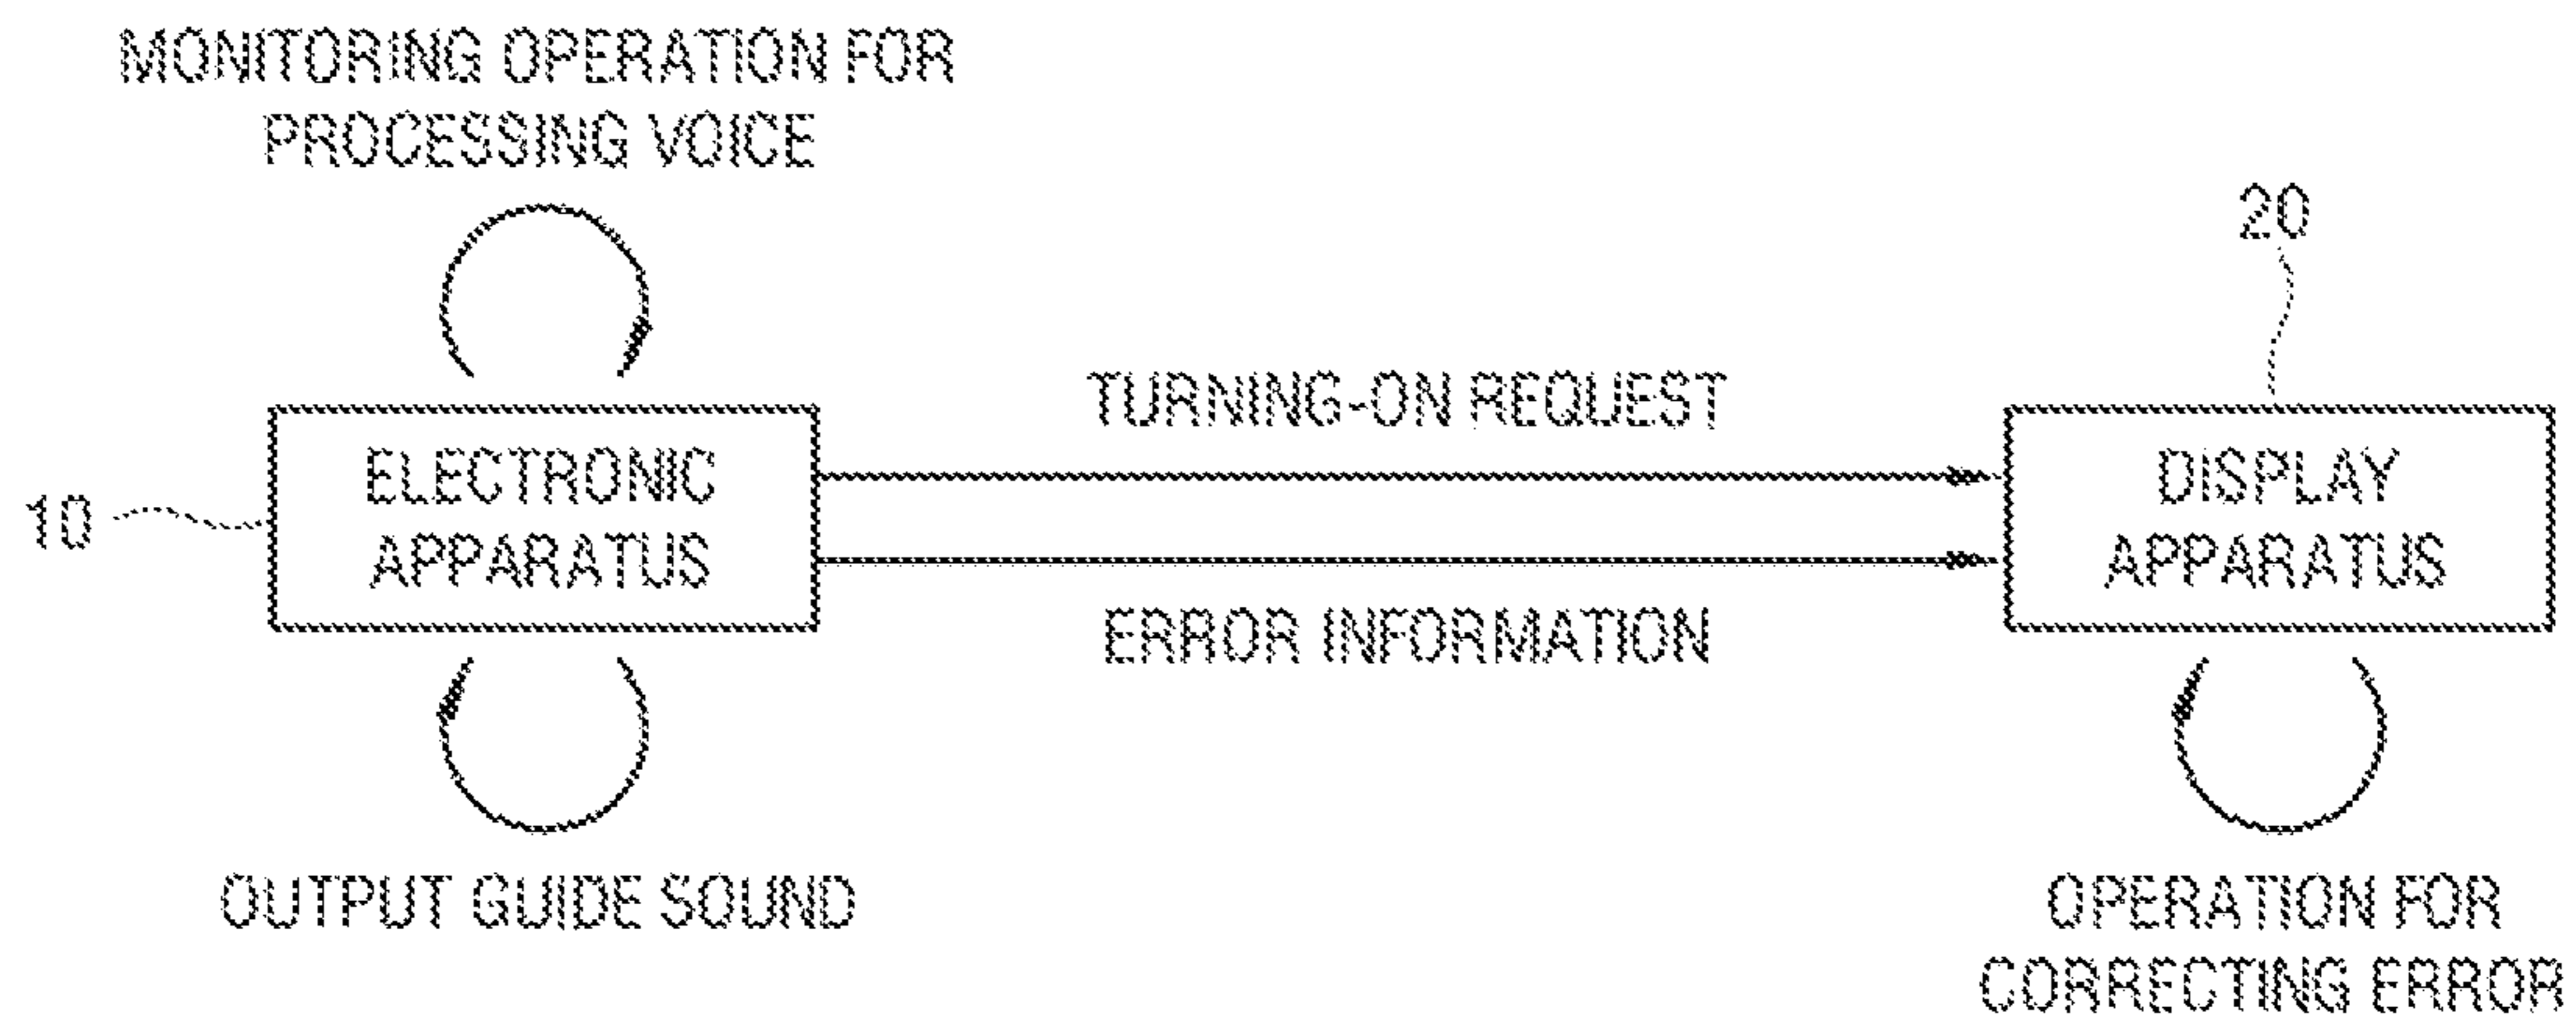 MONITORING OPERATION FOR
PROCESSING VOICE
20
TURNING-ON REQUEST
ELECTRONIC
APPARATUS
10
DISPLAY
APPARATUS
ERROR INFORMATION
OUTPUT GUIDE SOUND
OPERATION FOR
CORRECTING ERROR